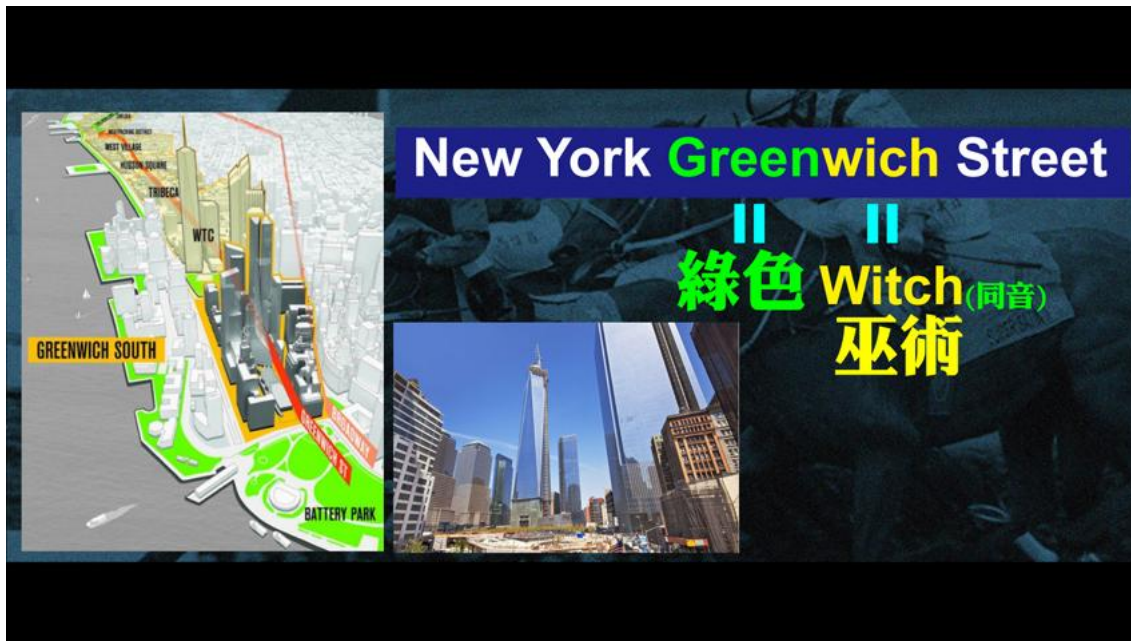 New York Greenwich Street
綠色 Witch(同音)
巫術
WEST VILLAGE
HUDSON SQUARE
TRIBECA
WTC
GREENWICH SOUTH
BROADWAY
GREENWICH ST
BATTERY PARK